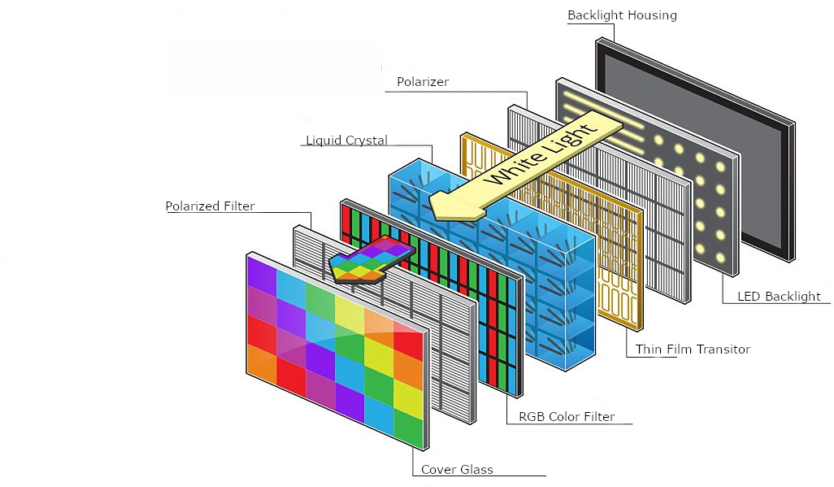 Backlight Housing
Polarizer
White Light
Liquid Crystal
Polarized Filter
LED Backlight
Thin Film Transitor
RGB Color Filter
Cover Glass